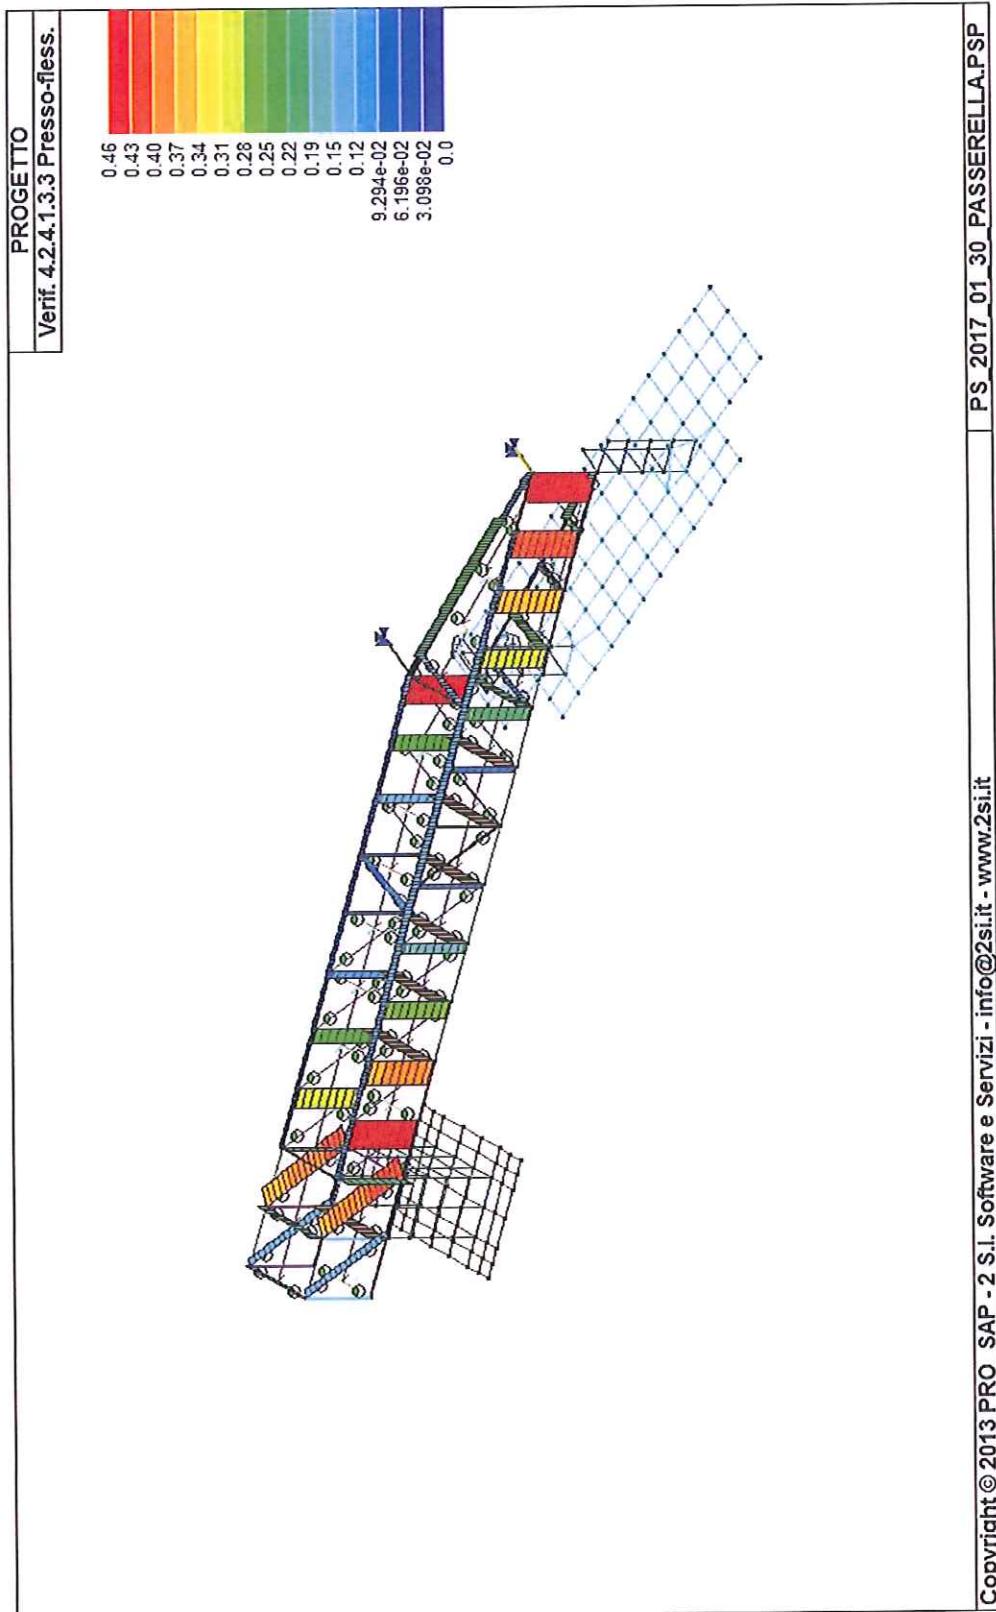 PROGETTO
Verif. 4.2.4.1.3.3 Presso-fless.
0.46
0.43
0.40
0.37
0.34
0.31
0.28
0.25
0.22
0.19
0.15
0.12
9.294e-02
6.196e-02
3.098e-02
0.0
Copyright © 2013 PRO_SAP - 2 S.I. Software e Servizi - info@2si.it - www.2si.it
PS_2017_01_30_PASSERELLA.PSP